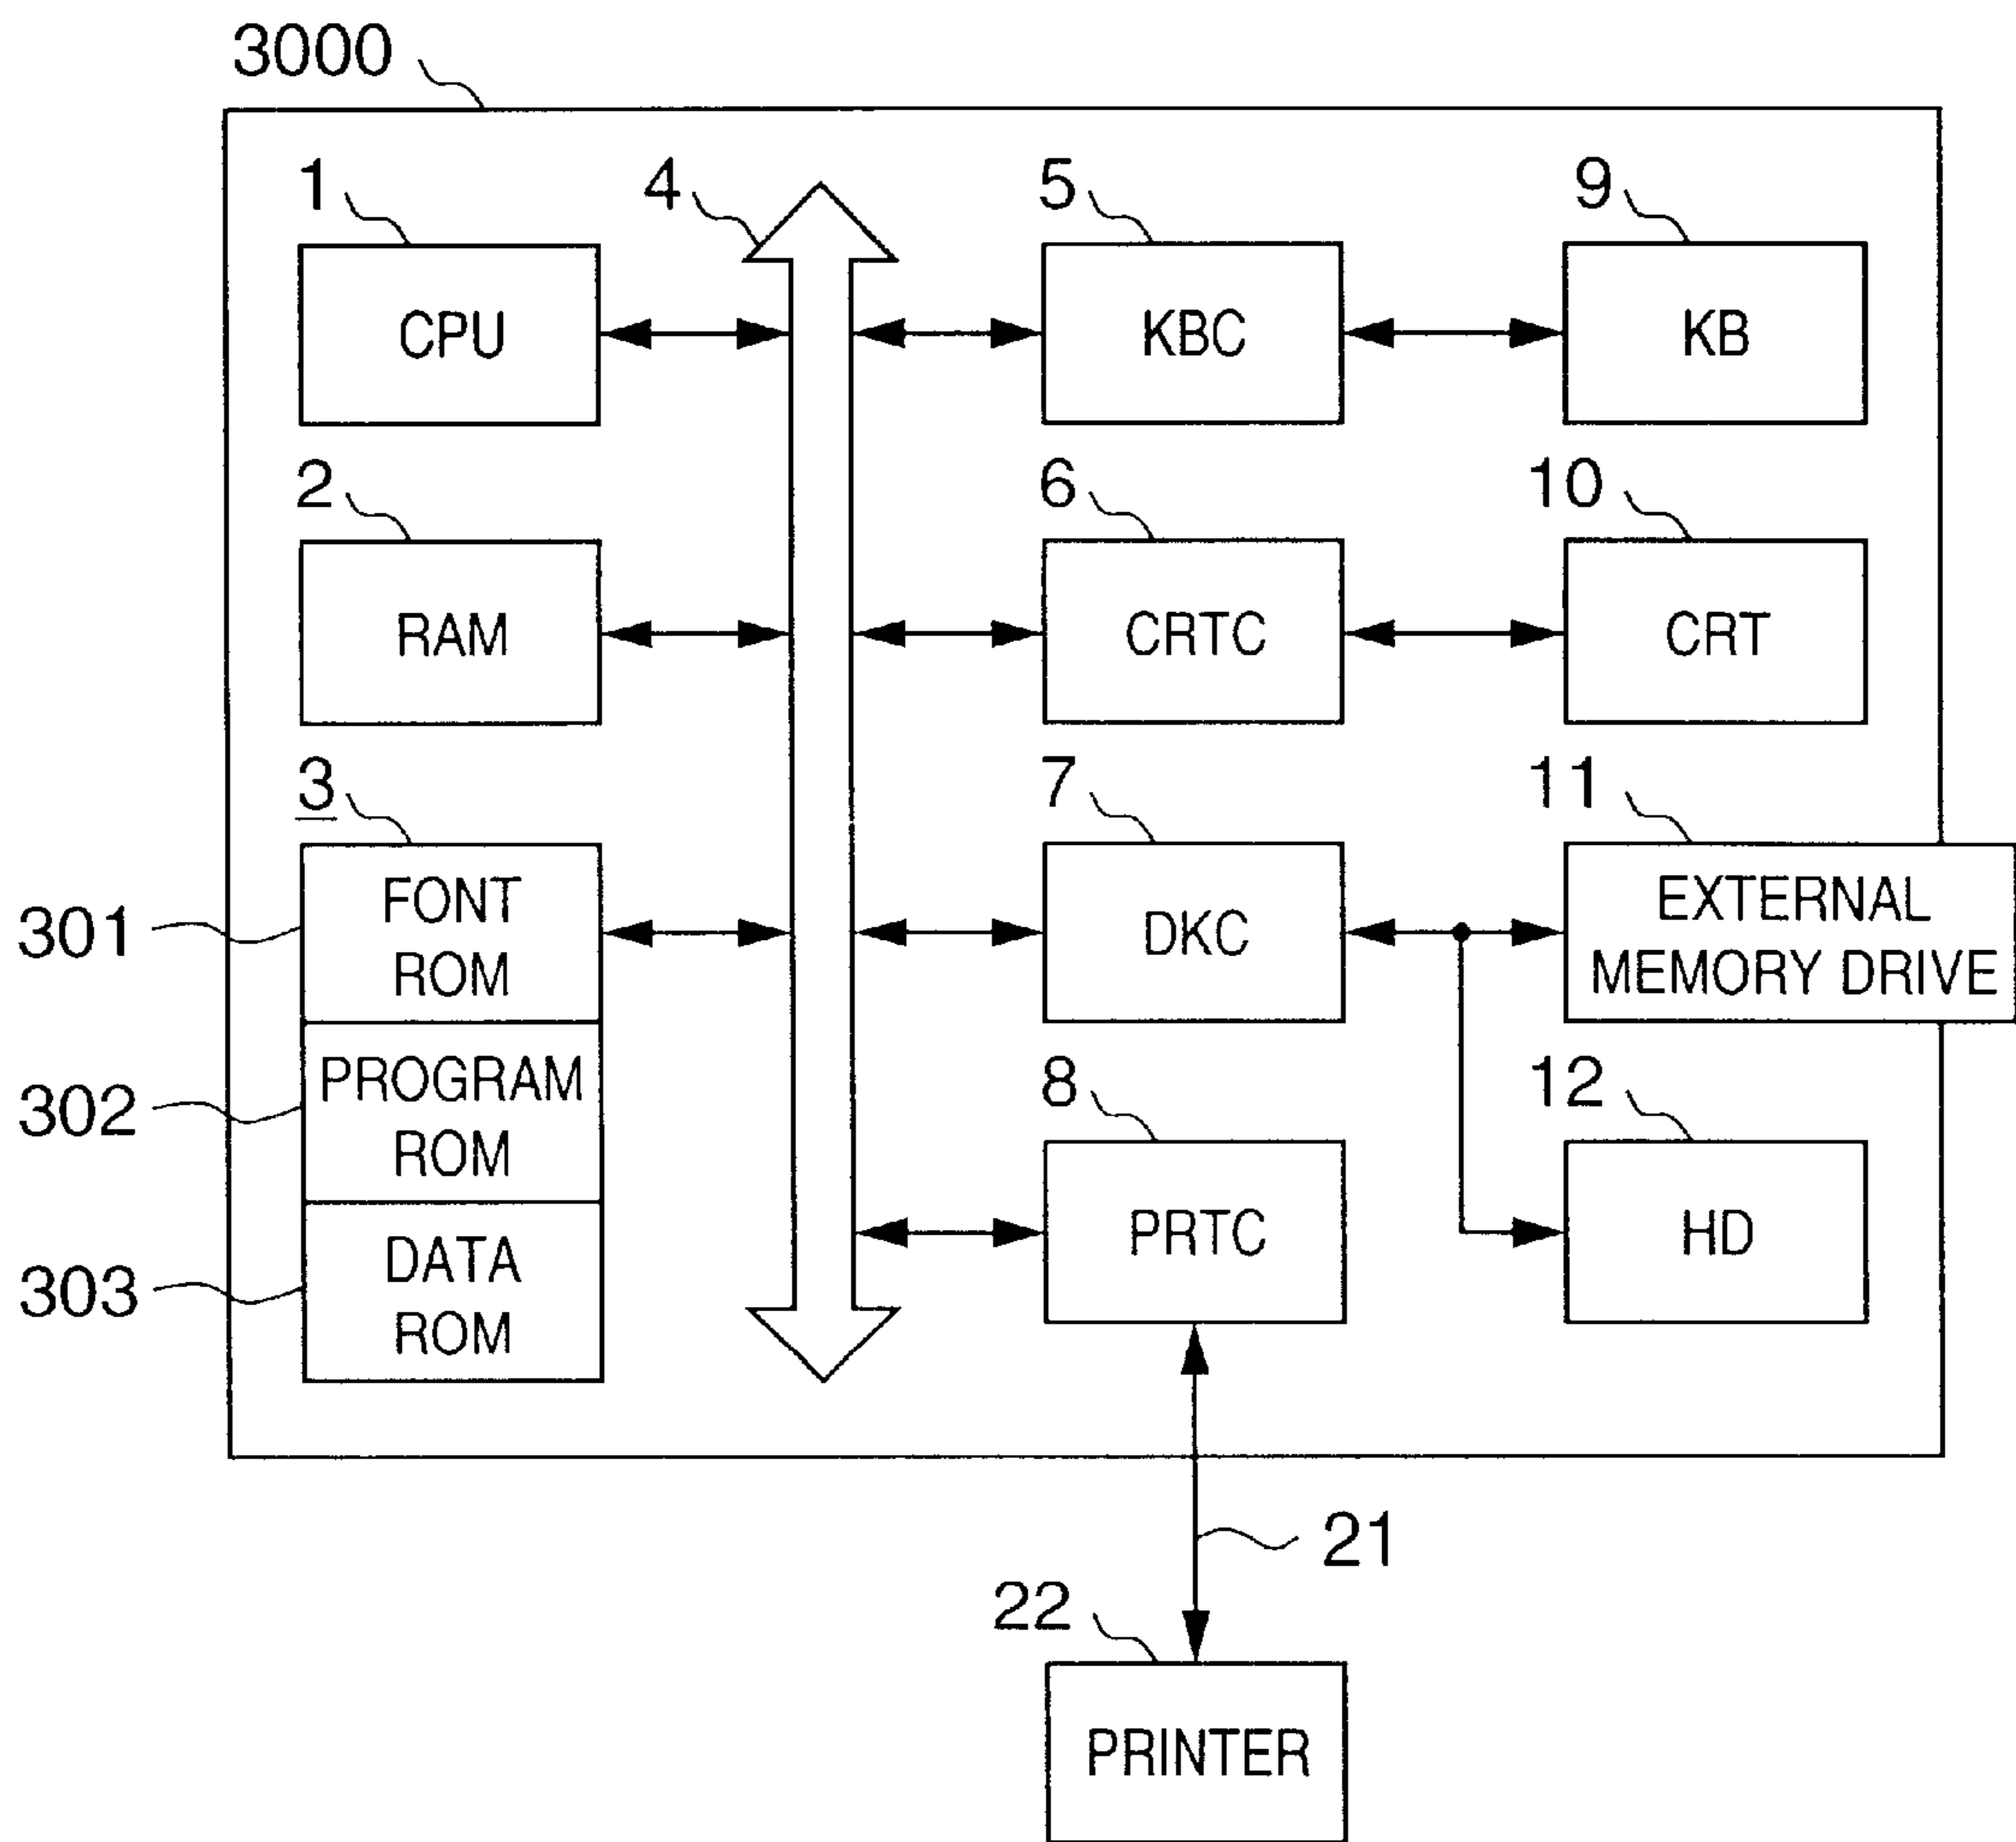 3000
1
4
5
9
CPU
KBC
KB
2
6
10
RAM
CRTC
CRT
3
7
11
301
FONT
ROM
DKC
EXTERNAL
MEMORY DRIVE
302
PROGRAM
ROM
8
12
303
DATA
ROM
PRTC
HD
21
22
PRINTER